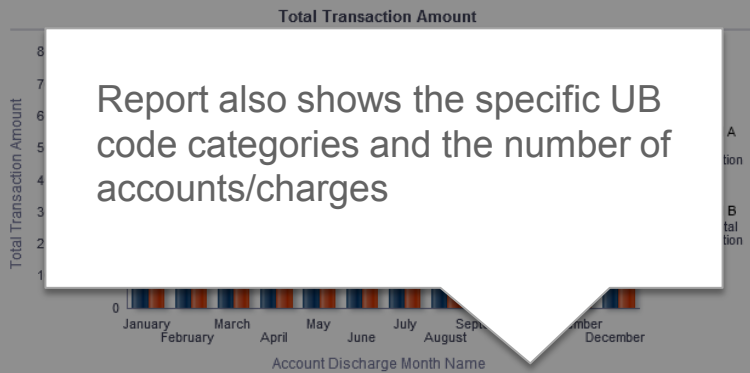 Total Transaction Amount
Report also shows the specific UB
code categories and the number of
accounts/charges
Total Transaction Amount
8
7
6
5
4
3
2
1
0
A
B
January
February
March
April
May
June
July
August
December
Account Discharge Month Name